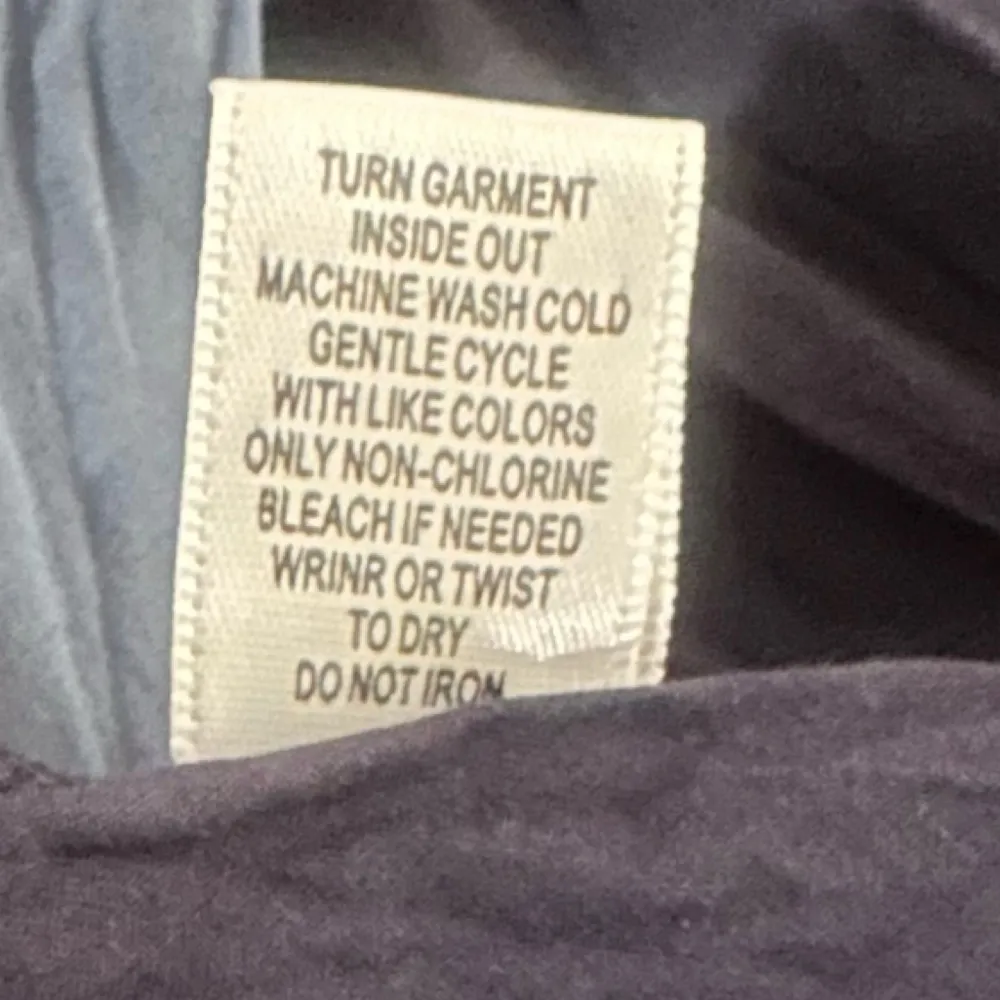 TURN GARMENT
INSIDE OUT
MACHINE WASH COLD
GENTLE CYCLE
WITH LIKE COLORS
ONLY NON-CHLORINE
BLEACH IF NEEDED
WRINR OR TWIST
TO DRY
DO NOT IRON